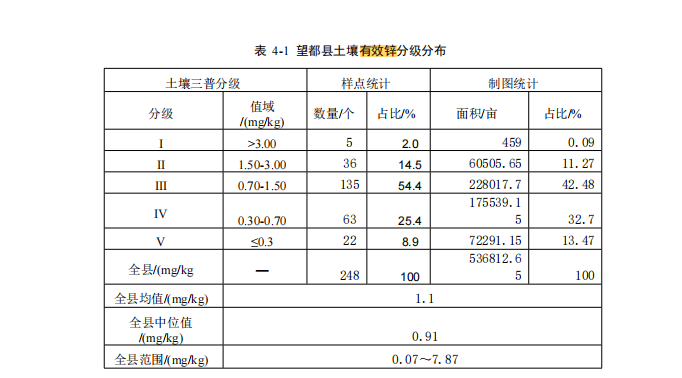 表 4-1 望都县土壤有效锌分级分布
土壤三普分级 样点统计 制图统计
分级 值域/(mg/kg) 数量/个 占比/% 面积/亩 占比/%
I >3.00 5 2.0 459 0.09
II 1.50-3.00 36 14.5 60505.65 11.27
III 0.70-1.50 135 54.4 228017.7 42.48
IV 0.30-0.70 63 25.4 175539.15 32.7
V ≤0.3 22 8.9 72291.15 13.47
全县/(mg/kg — 248 100 536812.65 100
全县均值/(mg/kg) 1.1
全县中位值/(mg/kg) 0.91
全县范围/(mg/kg) 0.07～7.87